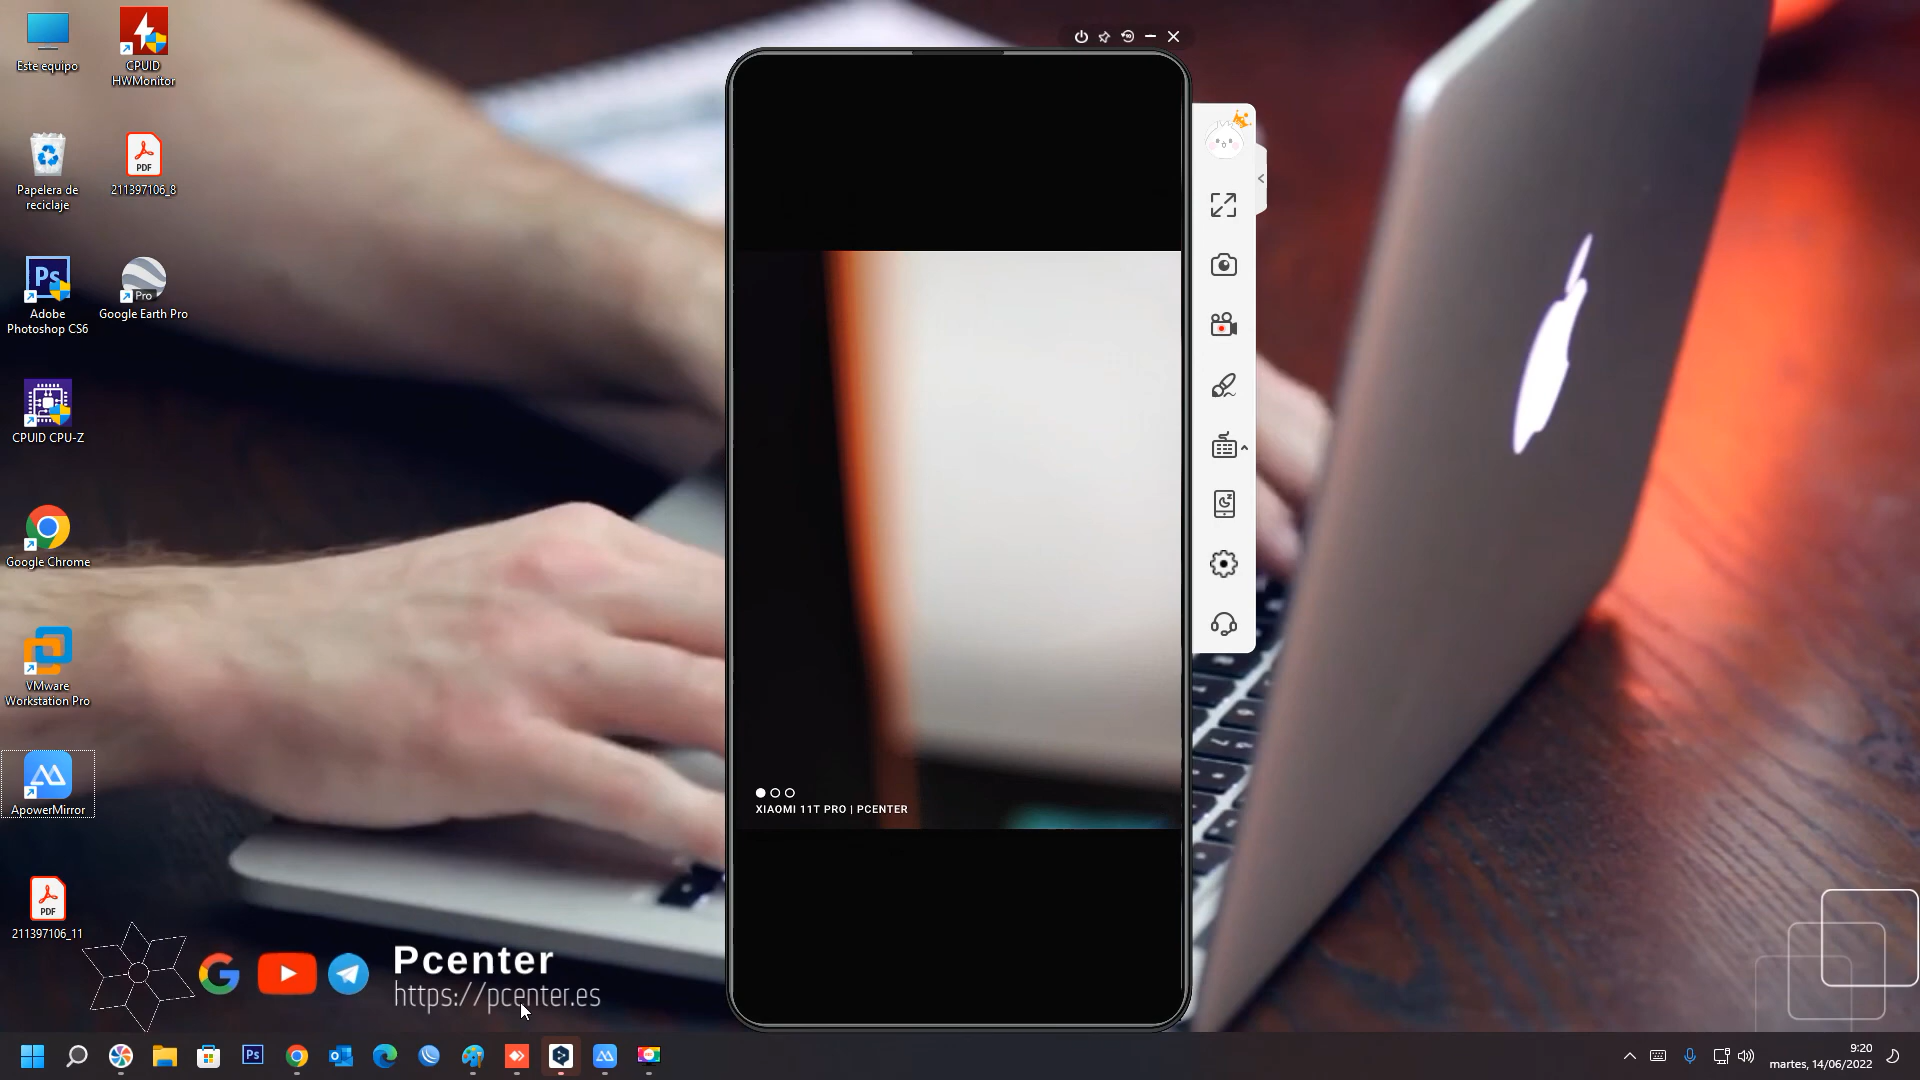 Este equipo
CPUID
HWMonitor
Papelera de
reciclaje
PDF
211397106_8
Ps
Adobe
Photoshop CS6
Pro
Google Earth Pro
CPUID CPU-Z
Google Chrome
VMware
Workstation Pro
ApowerMirror
PDF
211397106_11
XIAOMI 11T PRO | PCENTER
G
Pcenter
https://pcenter.es
Ps
9:20
martes, 14/06/2022